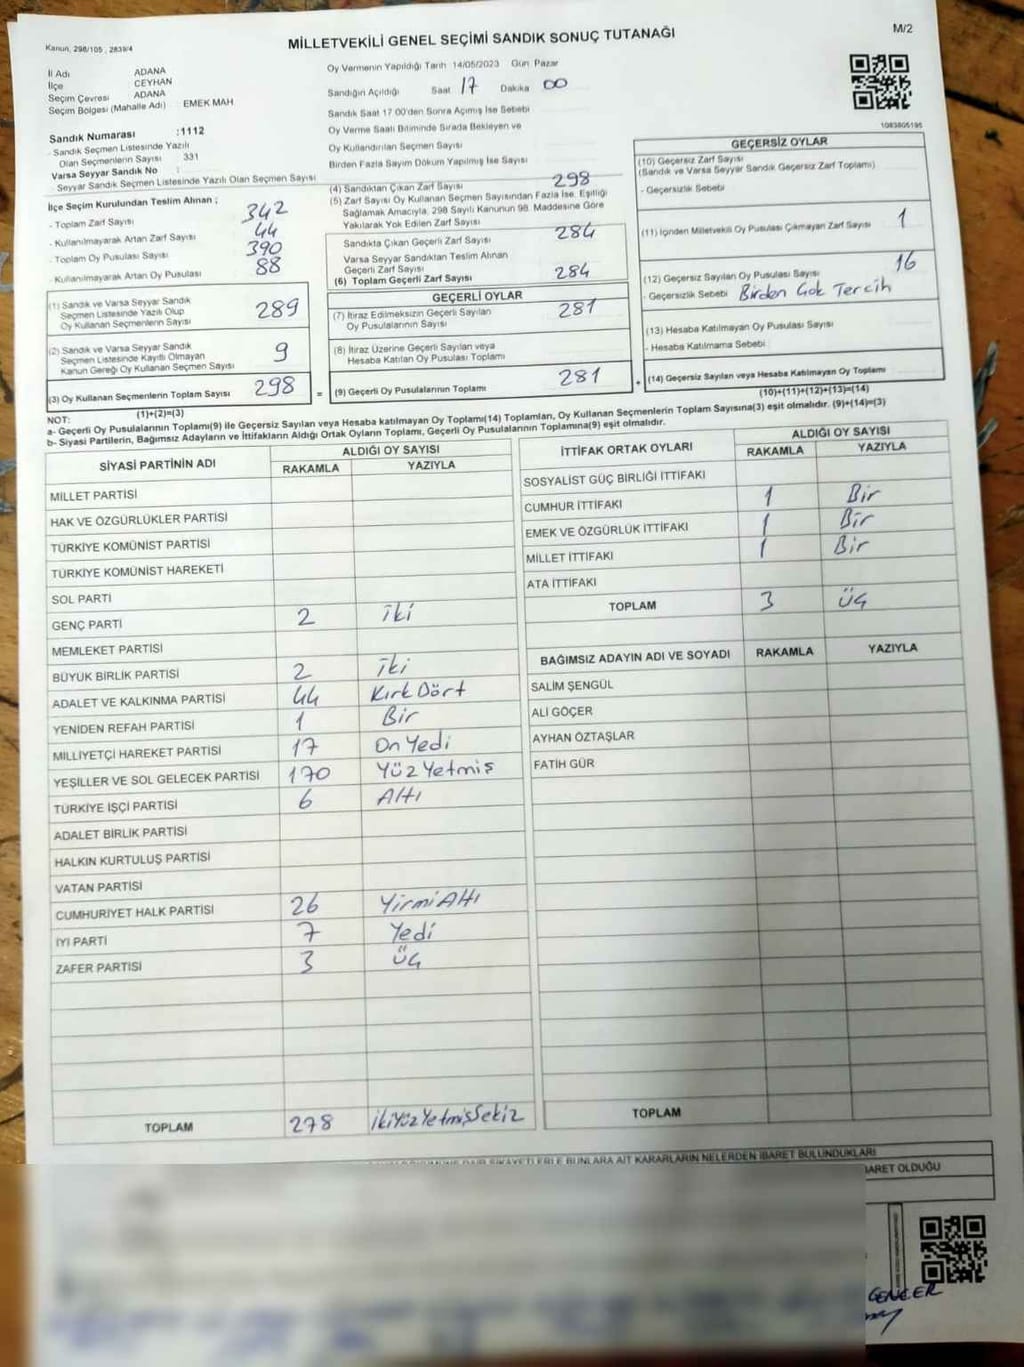 Kanun, 298/105 , 2839/4
MİLLETVEKİLİ GENEL SEÇİMİ SANDIK SONUÇ TUTANAĞI
M/2
İl Adı ADANA
İlçe CEYHAN
Seçim Çevresi ADANA
Seçim Bölgesi (Mahalle Adı) EMEK MAH
Sandık Numarası :1112
- Sandık Seçmen Listesinde Yazılı
Olan Seçmenlerin Sayısı : 331
Varsa Seyyar Sandık No :
- Seyyar Sandık Seçmen Listesinde Yazılı Olan Seçmen Sayısı
Oy Vermenin Yapıldığı Tarih 14/05/2023 Gün Pazar
Sandığın Açıldığı Saat 17 Dakika 00
Sandık Saat 17 00'den Sonra Açılmış İse Sebebi
Oy Verme Saati Bitiminde Sırada Bekleyen ve
Oy Kullandırılan Seçmen Sayısı
Birden Fazla Sayım Döküm Yapılmış İse Sayısı
1083805195
İlçe Seçim Kurulundan Teslim Alınan ;
- Toplam Zarf Sayısı 342
- Kullanılmayarak Artan Zarf Sayısı 44
- Toplam Oy Pusulası Sayısı 390
- Kullanılmayarak Artan Oy Pusulası 88
(1) Sandık ve Varsa Seyyar Sandık
Seçmen Listesinde Yazılı Olup
Oy Kullanan Seçmenlerin Sayısı 289
(2) Sandık ve Varsa Seyyar Sandık
Seçmen Listesinde Kayıtlı Olmayan
Kanun Gereği Oy Kullanan Seçmen Sayısı 9
(3) Oy Kullanan Seçmenlerin Toplam Sayısı 298 =
(1)+(2)=(3)
(4) Sandıktan Çıkan Zarf Sayısı 298
(5) Zarf Sayısı Oy Kullanan Seçmen Sayısından Fazla İse, Eşitliği
Sağlamak Amacıyla, 298 Sayılı Kanunun 98. Maddesine Göre
Yakılarak Yok Edilen Zarf Sayısı
Sandıkta Çıkan Geçerli Zarf Sayısı 284
Varsa Seyyar Sandıktan Teslim Alınan
Geçerli Zarf Sayısı
(6) Toplam Geçerli Zarf Sayısı 284
GEÇERLİ OYLAR
(7) İtiraz Edilmeksizin Geçerli Sayılan
Oy Pusulalarının Sayısı 281
(8) İtiraz Üzerine Geçerli Sayılan veya
Hesaba Katılan Oy Pusulası Toplamı
(9) Geçerli Oy Pusulalarının Toplamı 281 +
GEÇERSİZ OYLAR
(10) Geçersiz Zarf Sayısı
(Sandık ve Varsa Seyyar Sandık Geçersiz Zarf Toplamı)
- Geçersizlik Sebebi
(11) İçinden Milletvekili Oy Pusulası Çıkmayan Zarf Sayısı 1
(12) Geçersiz Sayılan Oy Pusulası Sayısı 16
- Geçersizlik Sebebi Birden Çok Tercih
(13) Hesaba Katılmayan Oy Pusulası Sayısı
- Hesaba Katılmama Sebebi
(14) Geçersiz Sayılan veya Hesaba Katılmayan Oy Toplamı
(10)+(11)+(12)+(13)=(14)
NOT:
a- Geçerli Oy Pusulalarının Toplamı(9) ile Geçersiz Sayılan veya Hesaba katılmayan Oy Toplamı(14) Toplamları, Oy Kullanan Seçmenlerin Toplam Sayısına(3) eşit olmalıdır. (9)+(14)=(3)
b- Siyasi Partilerin, Bağımsız Adayların ve İttifakların Aldığı Ortak Oyların Toplamı, Geçerli Oy Pusulalarının Toplamına(9) eşit olmalıdır.
SİYASİ PARTİNİN ADI ALDIĞI OY SAYISI
RAKAMLA YAZIYLA
MİLLET PARTİSİ
HAK VE ÖZGÜRLÜKLER PARTİSİ
TÜRKİYE KOMÜNİST PARTİSİ
TÜRKİYE KOMÜNİST HAREKETİ
SOL PARTİ
GENÇ PARTİ 2 iki
MEMLEKET PARTİSİ
BÜYÜK BİRLİK PARTİSİ 2 iki
ADALET VE KALKINMA PARTİSİ 44 Kırk Dört
YENİDEN REFAH PARTİSİ 1 Bir
MİLLİYETÇİ HAREKET PARTİSİ 17 On Yedi
YEŞİLLER VE SOL GELECEK PARTİSİ 170 Yüz Yetmiş
TÜRKİYE İŞÇİ PARTİSİ 6 Altı
ADALET BİRLİK PARTİSİ
HALKIN KURTULUŞ PARTİSİ
VATAN PARTİSİ
CUMHURİYET HALK PARTİSİ 26 Yirmi Altı
İYİ PARTİ 7 Yedi
ZAFER PARTİSİ 3 Üç
TOPLAM 278 iki Yüz Yetmiş Sekiz
İTTİFAK ORTAK OYLARI ALDIĞI OY SAYISI
RAKAMLA YAZIYLA
SOSYALİST GÜÇ BİRLİĞİ İTTİFAKI
CUMHUR İTTİFAKI 1 Bir
EMEK VE ÖZGÜRLÜK İTTİFAKI 1 Bir
MİLLET İTTİFAKI 1 Bir
ATA İTTİFAKI
TOPLAM 3 Üç
BAĞIMSIZ ADAYIN ADI VE SOYADI RAKAMLA YAZIYLA
SALİM ŞENGÜL
ALİ GÖÇER
AYHAN ÖZTAŞLAR
FATİH GÜR
TOPLAM
ŞİKAYETLERLE BUNLARA AİT KARARLARIN NELERDEN İBARET BULUNDUKLARI
İBARET OLDUĞU
GENCER